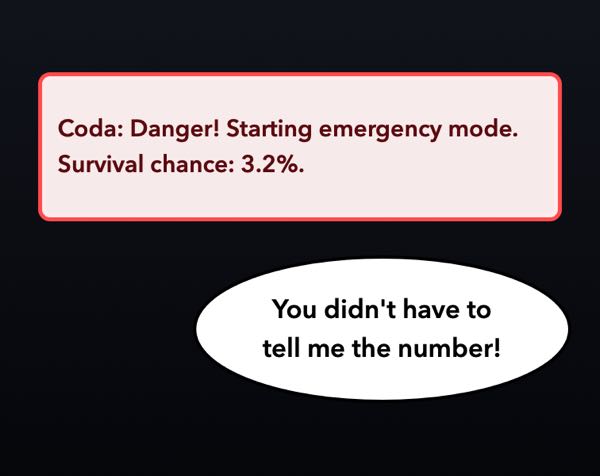 Coda: Danger! Starting emergency mode.
Survival chance: 3.2%.
You didn't have to
tell me the number!